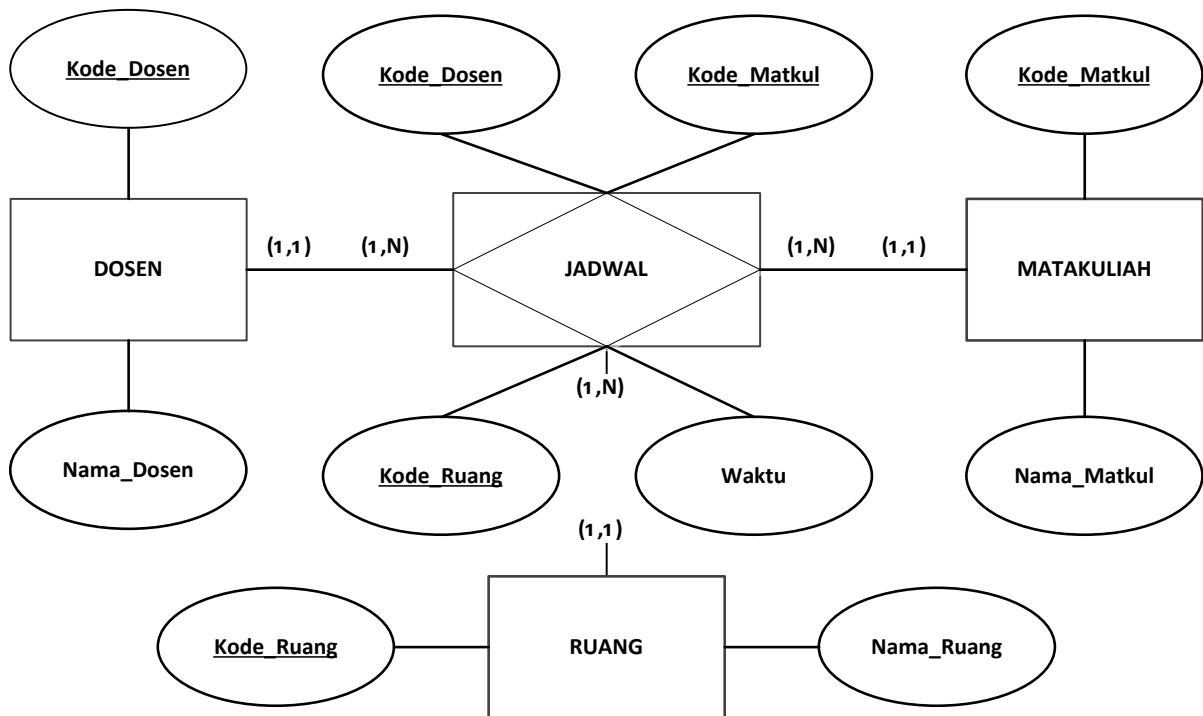 Kode_Dosen
Kode_Dosen
Kode_Matkul
Kode_Matkul
DOSEN
(1,1)
(1,N)
JADWAL
(1,N)
(1,1)
MATAKULIAH
(1,N)
Nama_Dosen
Kode_Ruang
Waktu
Nama_Matkul
(1,1)
Kode_Ruang
RUANG
Nama_Ruang